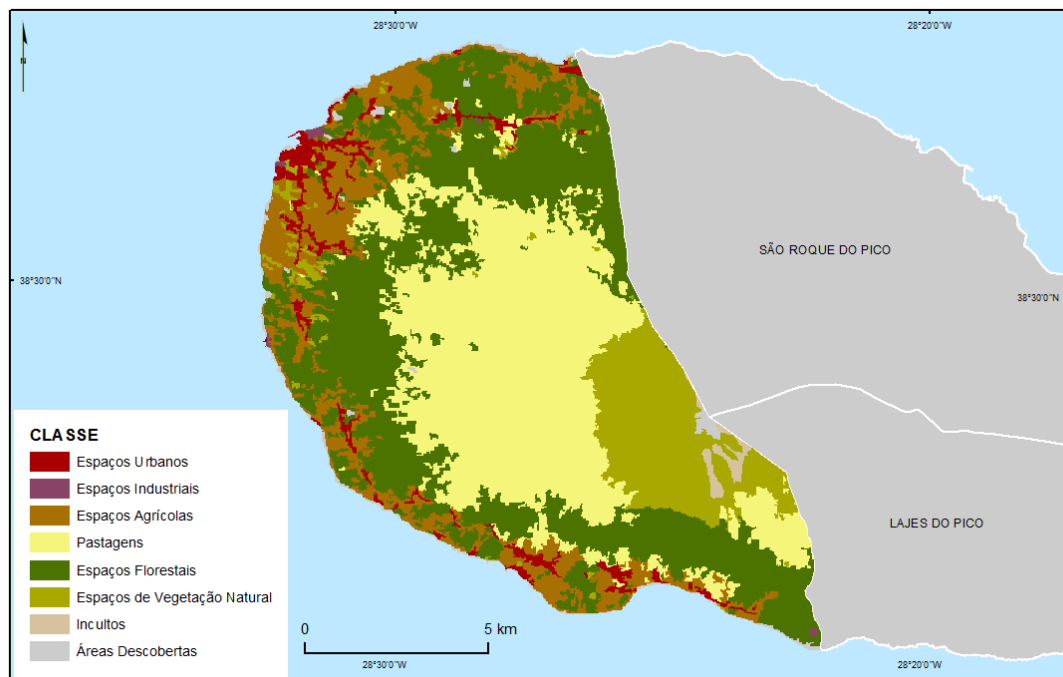 28°30'0"W
28°20'0"W
N
SÃO ROQUE DO PICO
38°30'0"N
38°30'0"N
CLASSE
Espaços Urbanos
Espaços Industriais
Espaços Agrícolas
Pastagens
Espaços Florestais
Espaços de Vegetação Natural
Incultos
Áreas Descobertas
LAJES DO PICO
0
5 km
28°30'0"W
28°20'0"W